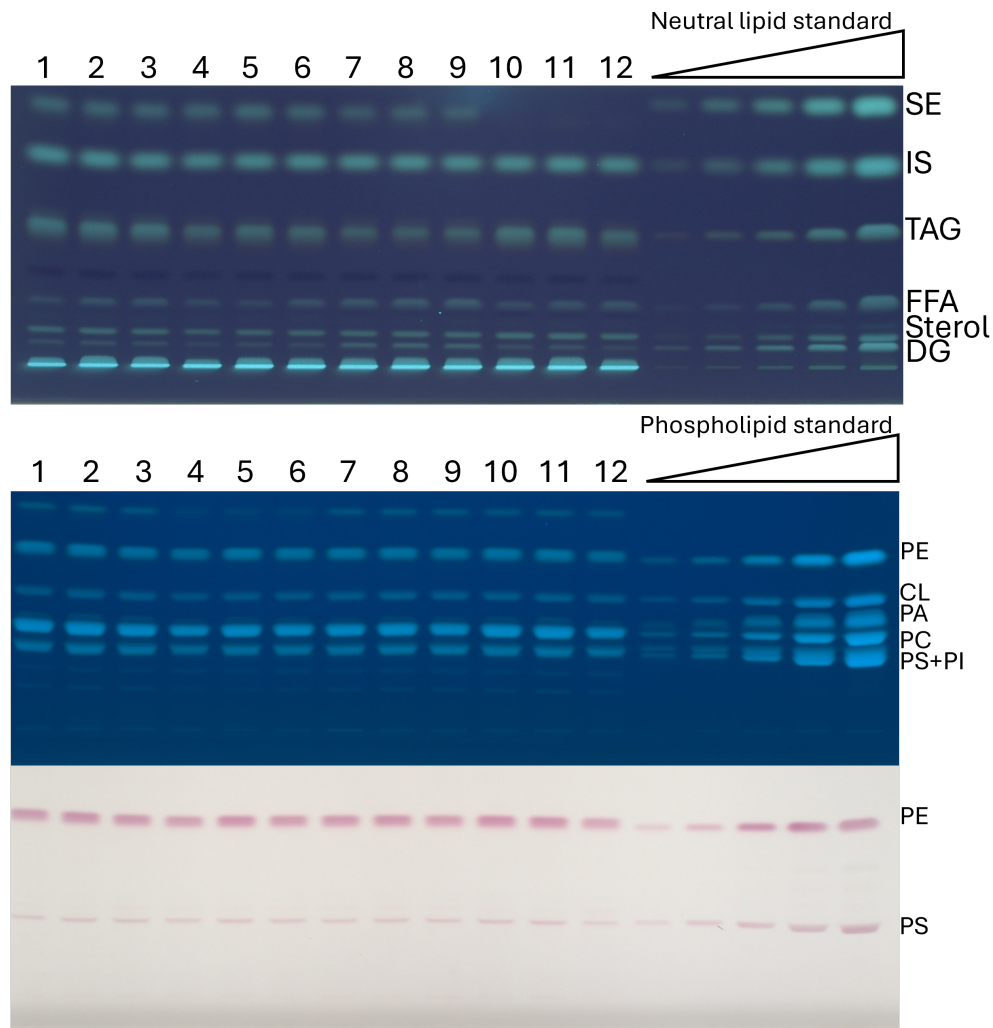 Neutral lipid standard
1 2 3 4 5 6 7 8 9 10 11 12
SE
IS
TAG
FFA
Sterol
DG
Phospholipid standard
1 2 3 4 5 6 7 8 9 10 11 12
PE
CL
PA
PC
PS+PI
PE
PS